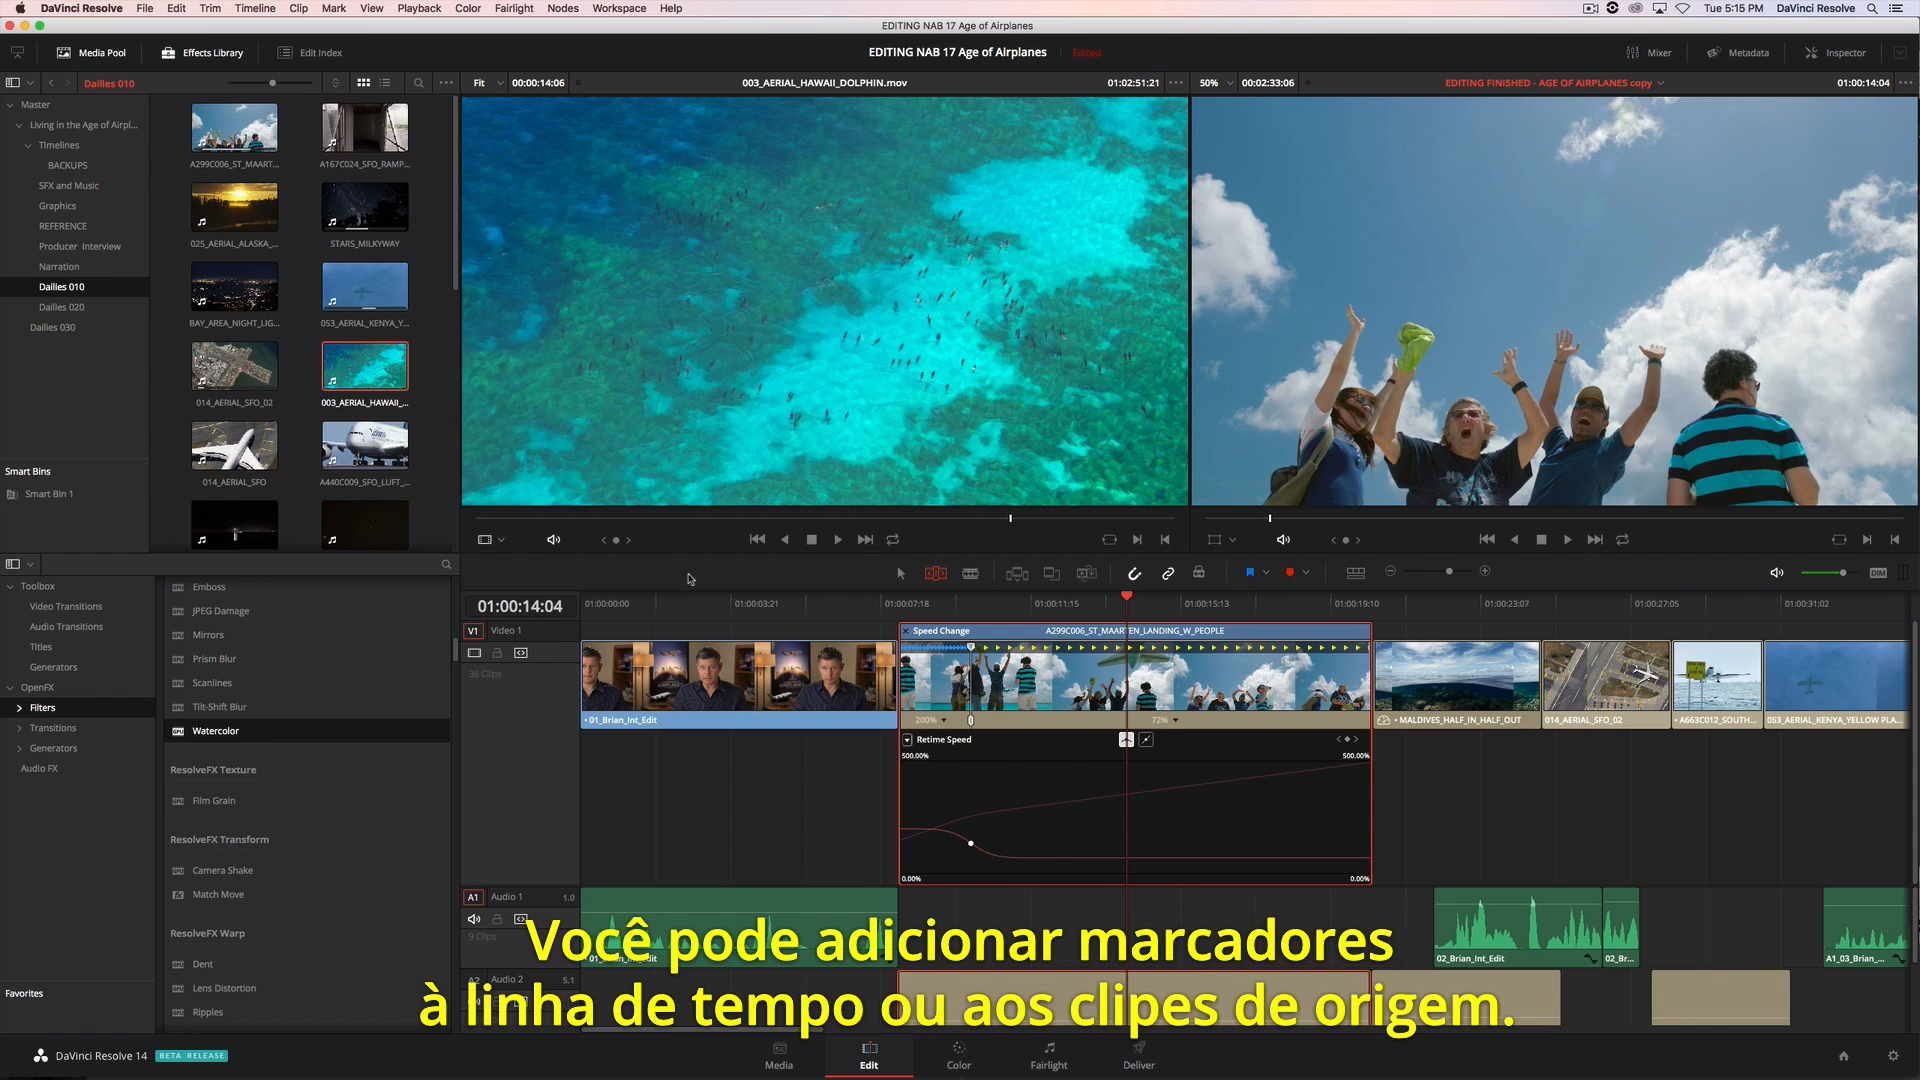 DaVinci Resolve File Edit Trim Timeline Clip Mark View Playback Color Fairlight Nodes Workspace Help
Tue 5:15 PM DaVinci Resolve
EDITING NAB 17 Age of Airplanes
Media Pool Effects Library Edit Index
EDITING NAB 17 Age of Airplanes Edited
Mixer Metadata Inspector
Dailies 010
Fit 00:00:14:06 003_AERIAL_HAWAII_DOLPHIN.mov 01:02:51:21
50% 00:02:33:06 EDITING FINISHED - AGE OF AIRPLANES copy 01:00:14:04
Master
Living in the Age of Airpl...
TImelines
BACKUPS
SFX and Music
Graphics
REFERENCE
Producer Interview
Narration
Dailies 010
Dailies 020
Dailies 030
Smart Bins
Smart Bin 1
A299C006_ST_MAART... A167C024_SFO_RAMP...
025_AERIAL_ALASKA_... STARS_MILKYWAY
BAY_AREA_NIGHT_LIG... 053_AERIAL_KENYA_Y...
014_AERIAL_SFO_02 003_AERIAL_HAWAII_...
014_AERIAL_SFO A440C009_SFO_LUFT_...
Toolbox
Video Transitions
Audio Transitions
Titles
Generators
OpenFX
Filters
Transitions
Generators
Audio FX
Favorites
Emboss
JPEG Damage
Mirrors
Prism Blur
Scanlines
Tilt-Shift Blur
Watercolor
ResolveFX Texture
Film Grain
ResolveFX Transform
Camera Shake
Match Move
ResolveFX Warp
Dent
Lens Distortion
Ripples
DIM
01:00:14:04
01:00:00:00 01:00:03:21 01:00:07:18 01:00:11:15 01:00:15:13 01:00:19:10 01:00:23:07 01:00:27:05 01:00:31:02
V1 Video 1
36 Clips
Speed Change A299C006_ST_MAARTEN_LANDING_W_PEOPLE
01_Brian_Int_Edit
200% 72%
MALDIVES_HALF_IN_HALF_OUT 014_AERIAL_SFO_02 A663C012_SOUTH... 053_AERIAL_KENYA_YELLOW PLA...
Retime Speed
500.00% 500.00%
0.00% 0.00%
A1 Audio 1 1.0
9 Clips
02_Brian_Int_Edit 02_Br... A1_03_Brian_...
A2 Audio 2 5.1
Você pode adicionar marcadores
à linha de tempo ou aos clipes de origem.
DaVinci Resolve 14 BETA RELEASE
Media Edit Color Fairlight Deliver